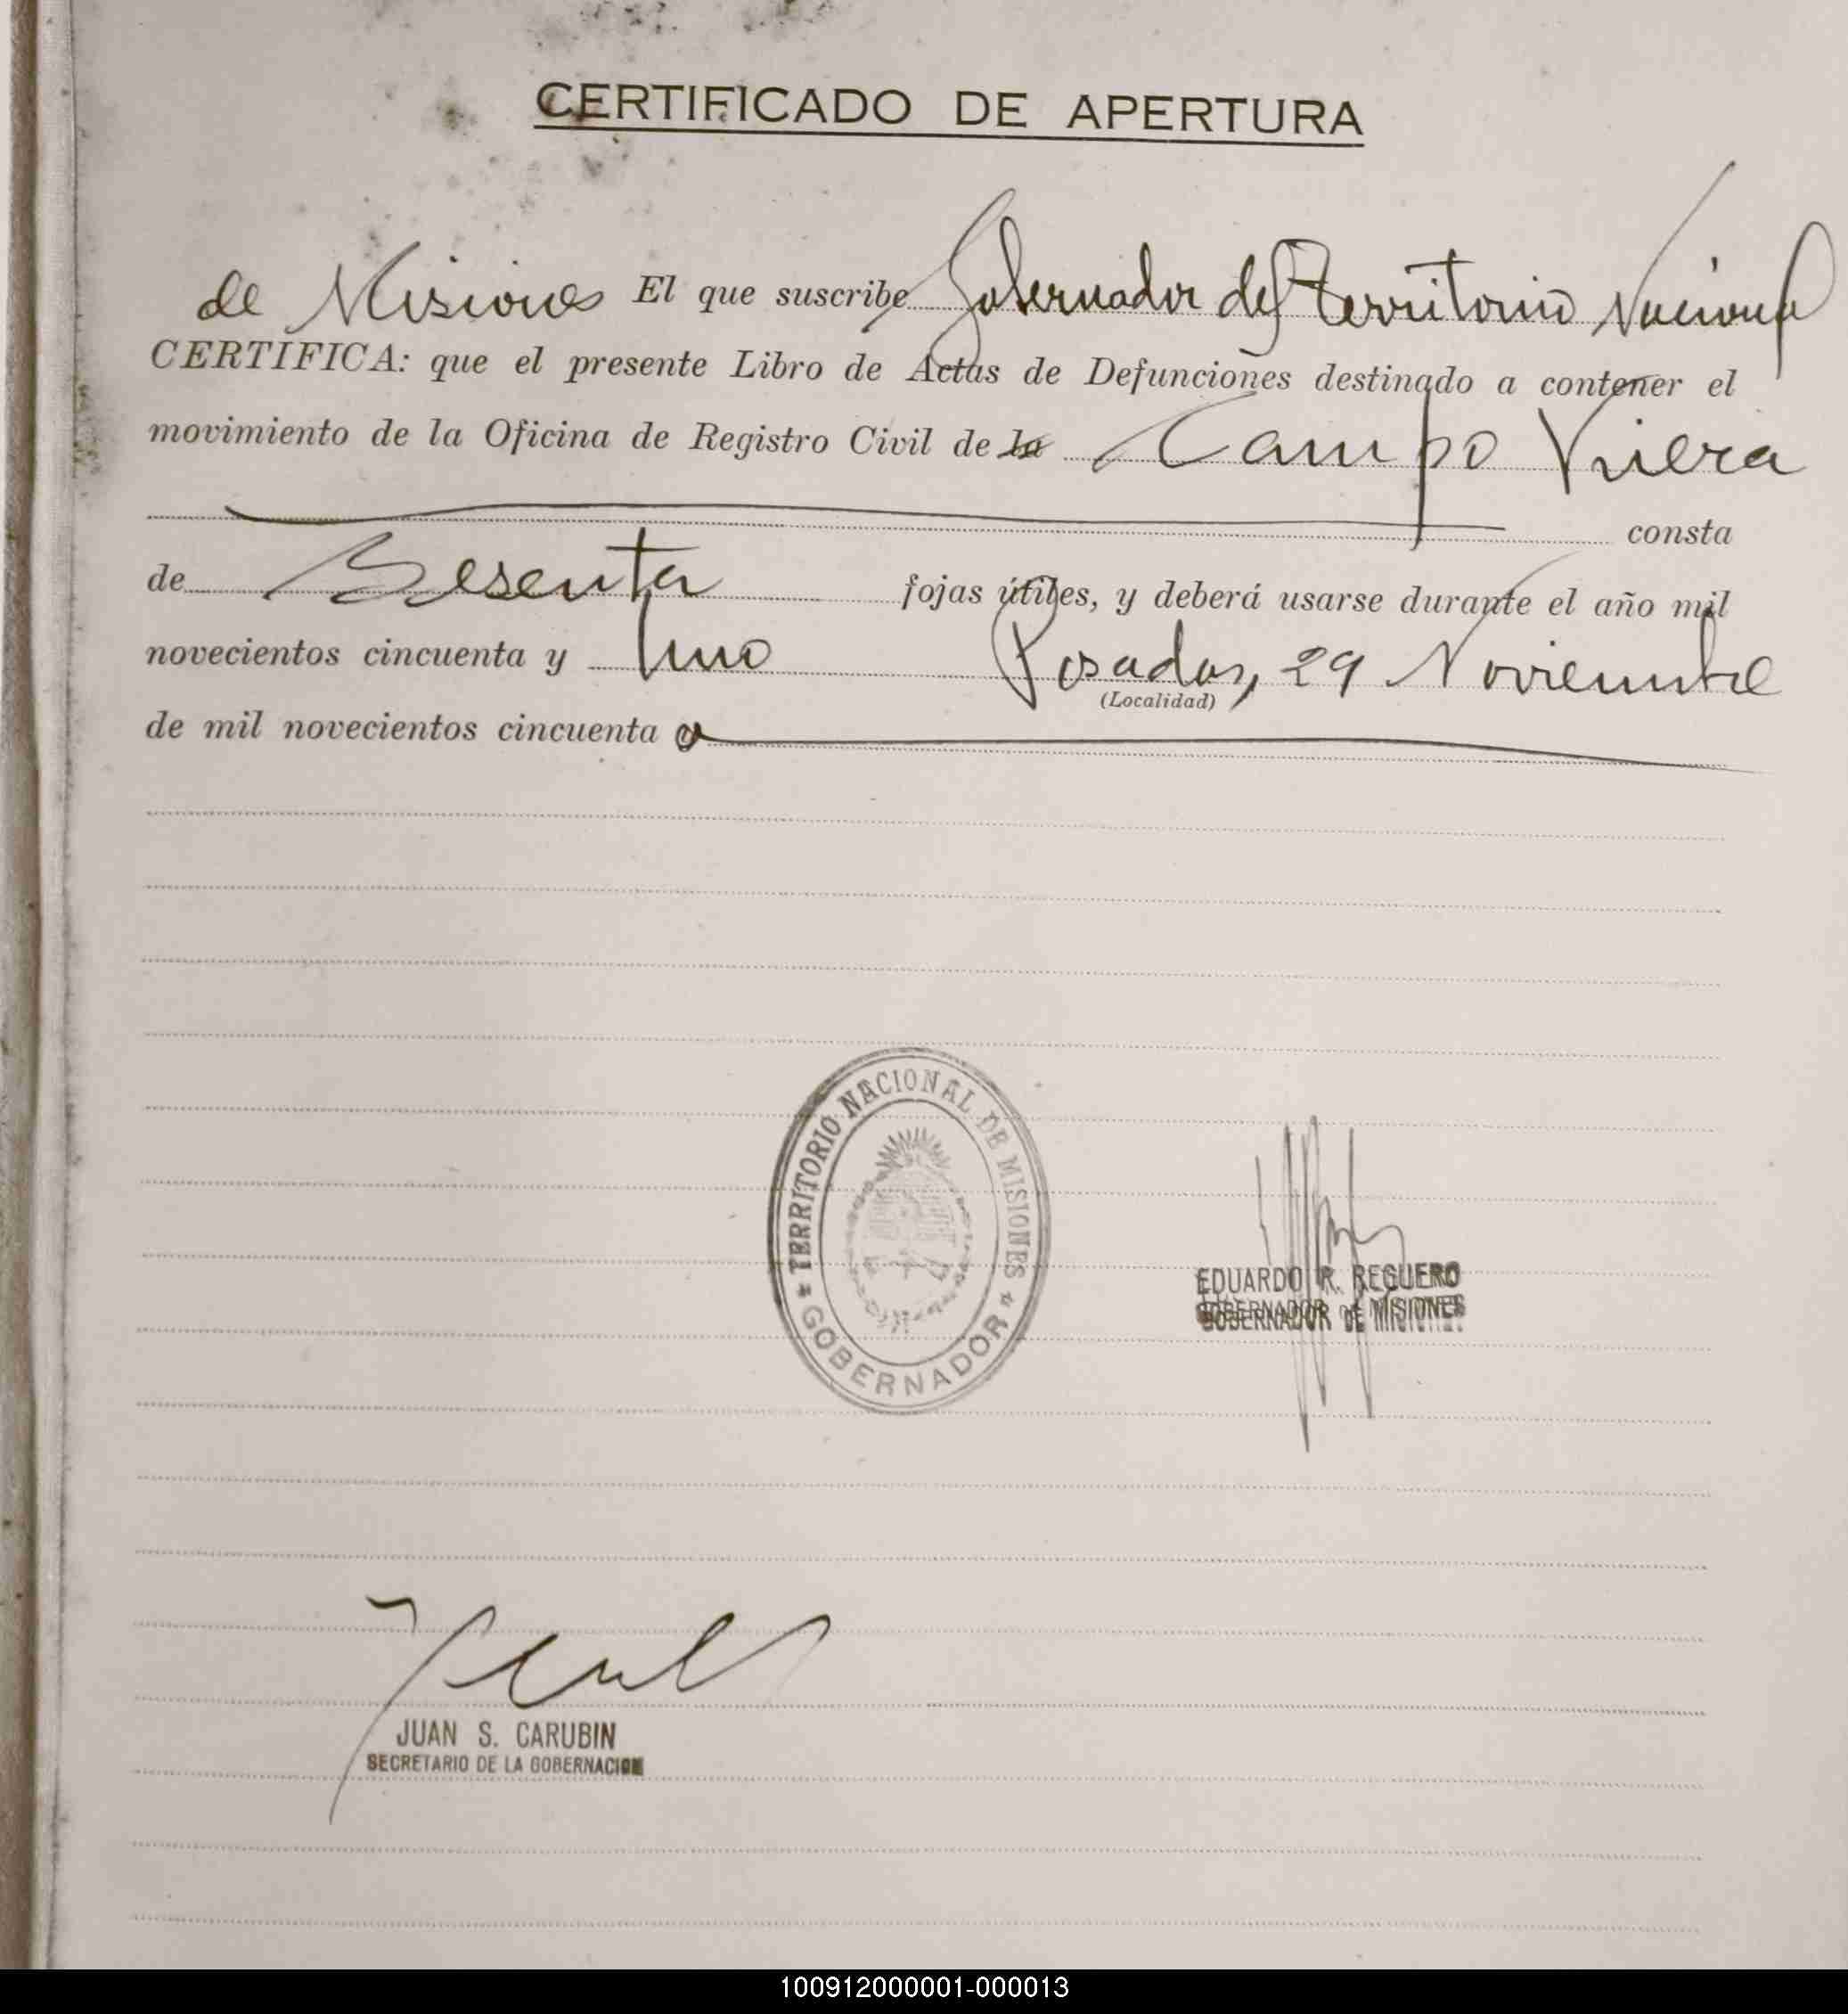 CERTIFICADO DE APERTURA
de Misiones El que suscribe Gobernador del Territorio Nacional
CERTIFICA: que el presente Libro de Actas de Defunciones destinado a contener el
movimiento de la Oficina de Registro Civil de la Campo Viera
consta
de Sesenta fojas útiles, y deberá usarse durante el año mil
novecientos cincuenta y uno Posadas, 29 Noviembre
(Localidad)
de mil novecientos cincuenta
TERRITORIO NACIONAL DE MISIONES
GOBERNADOR
EDUARDO R. REGUERO
GOBERNADOR DE MISIONES
JUAN S. CARUBIN
SECRETARIO DE LA GOBERNACION
100912000001-000013